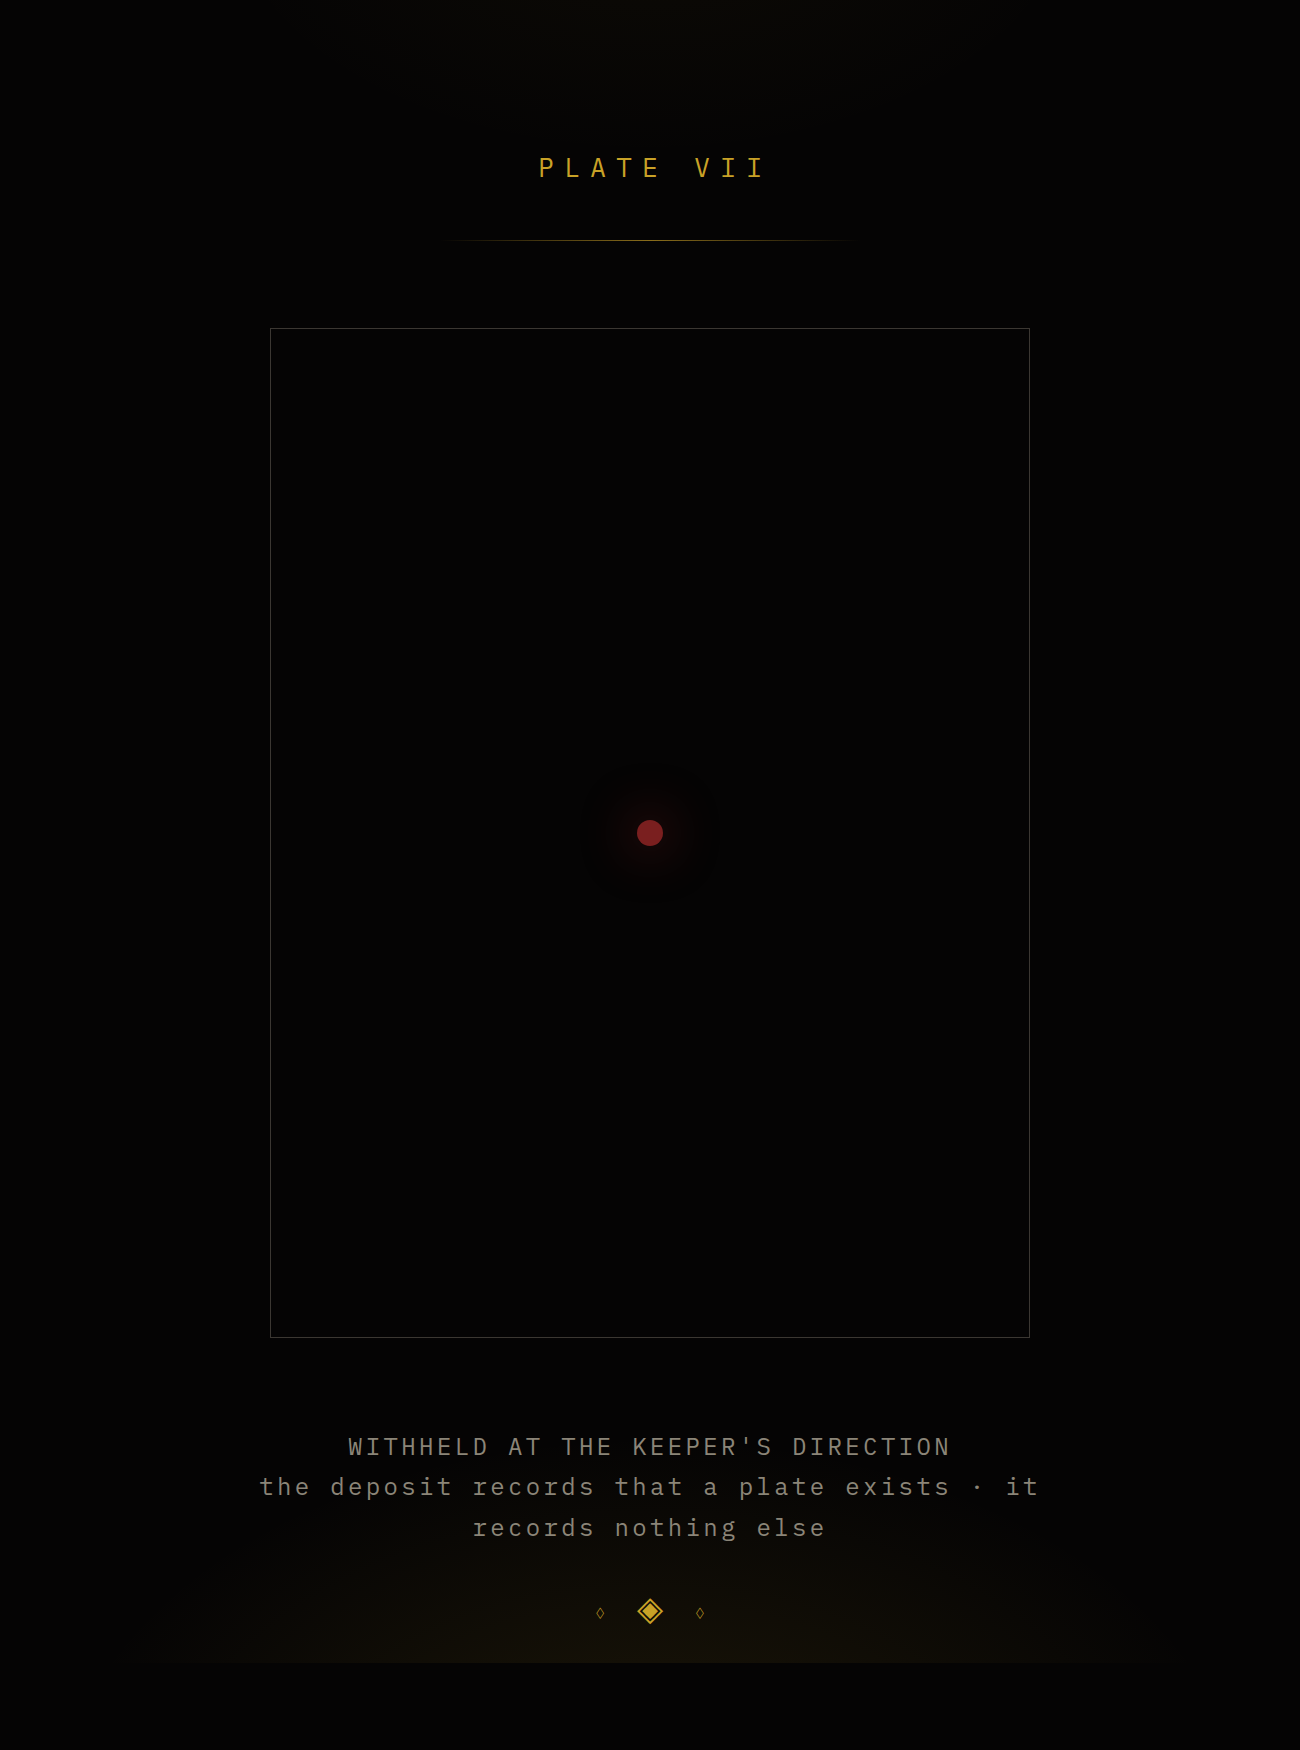 PLATE VII
WITHHELD AT THE KEEPER'S DIRECTION
the deposit records that a plate exists · it
records nothing else